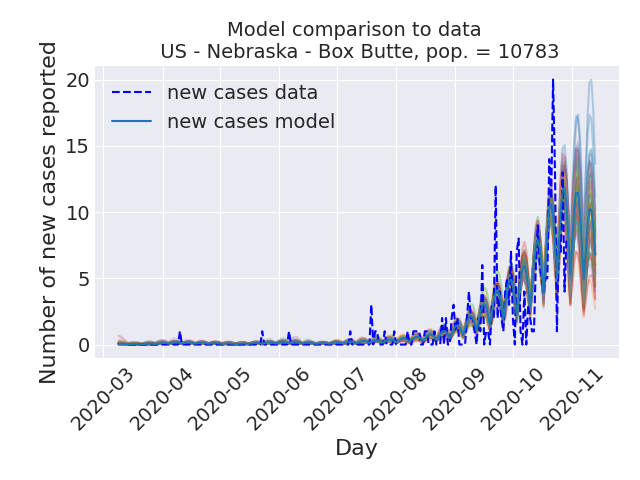 Model comparison to data
US - Nebraska - Box Butte, pop. = 10783
Number of new cases reported
20
15
10
5
0
new cases data
new cases model
2020-03
2020-04
2020-05
2020-06
2020-07
2020-08
2020-09
2020-10
2020-11
Day